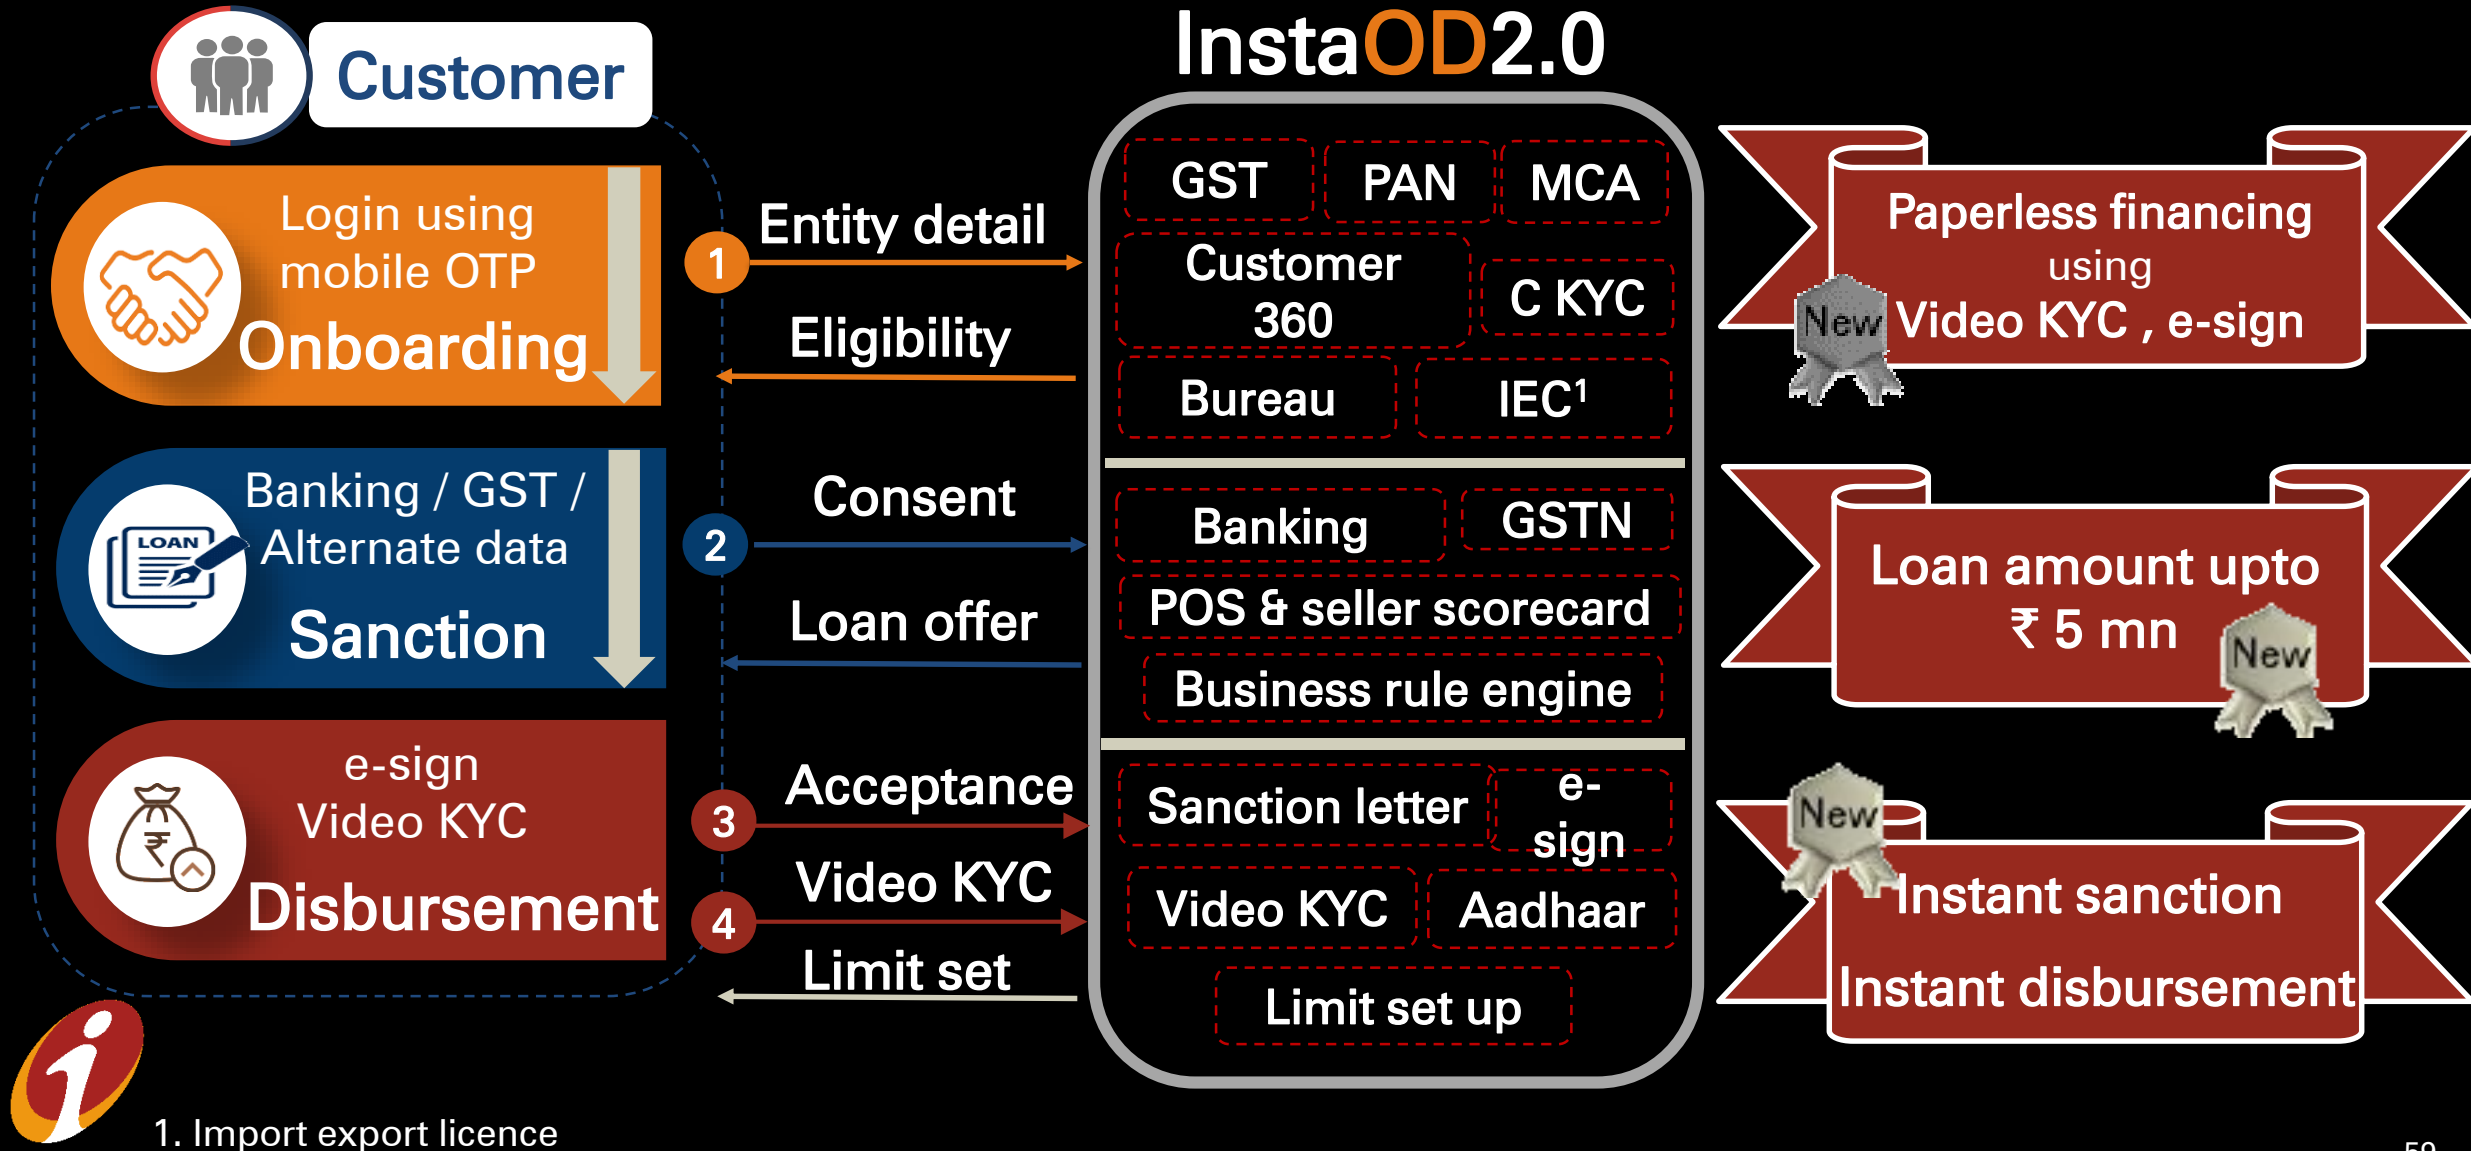 Customer
InstaOD2.0
Login using
mobile OTP
Onboarding
Banking / GST /
Alternate data
LOAN
Sanction
e-sign
Video KYC
Disbursement
1
Entity detail
Eligibility
2
Consent
Loan offer
3
Acceptance
4
Video KYC
Limit set
GST
PAN
MCA
Customer
360
C KYC
Bureau
IEC¹
Banking
GSTN
POS & seller scorecard
Business rule engine
Sanction letter
e-
sign
Video KYC
Aadhaar
Limit set up
Paperless financing
using
Video KYC , e-sign
New
Loan amount upto
₹ 5 mn
New
New
Instant sanction
Instant disbursement
1. Import export licence